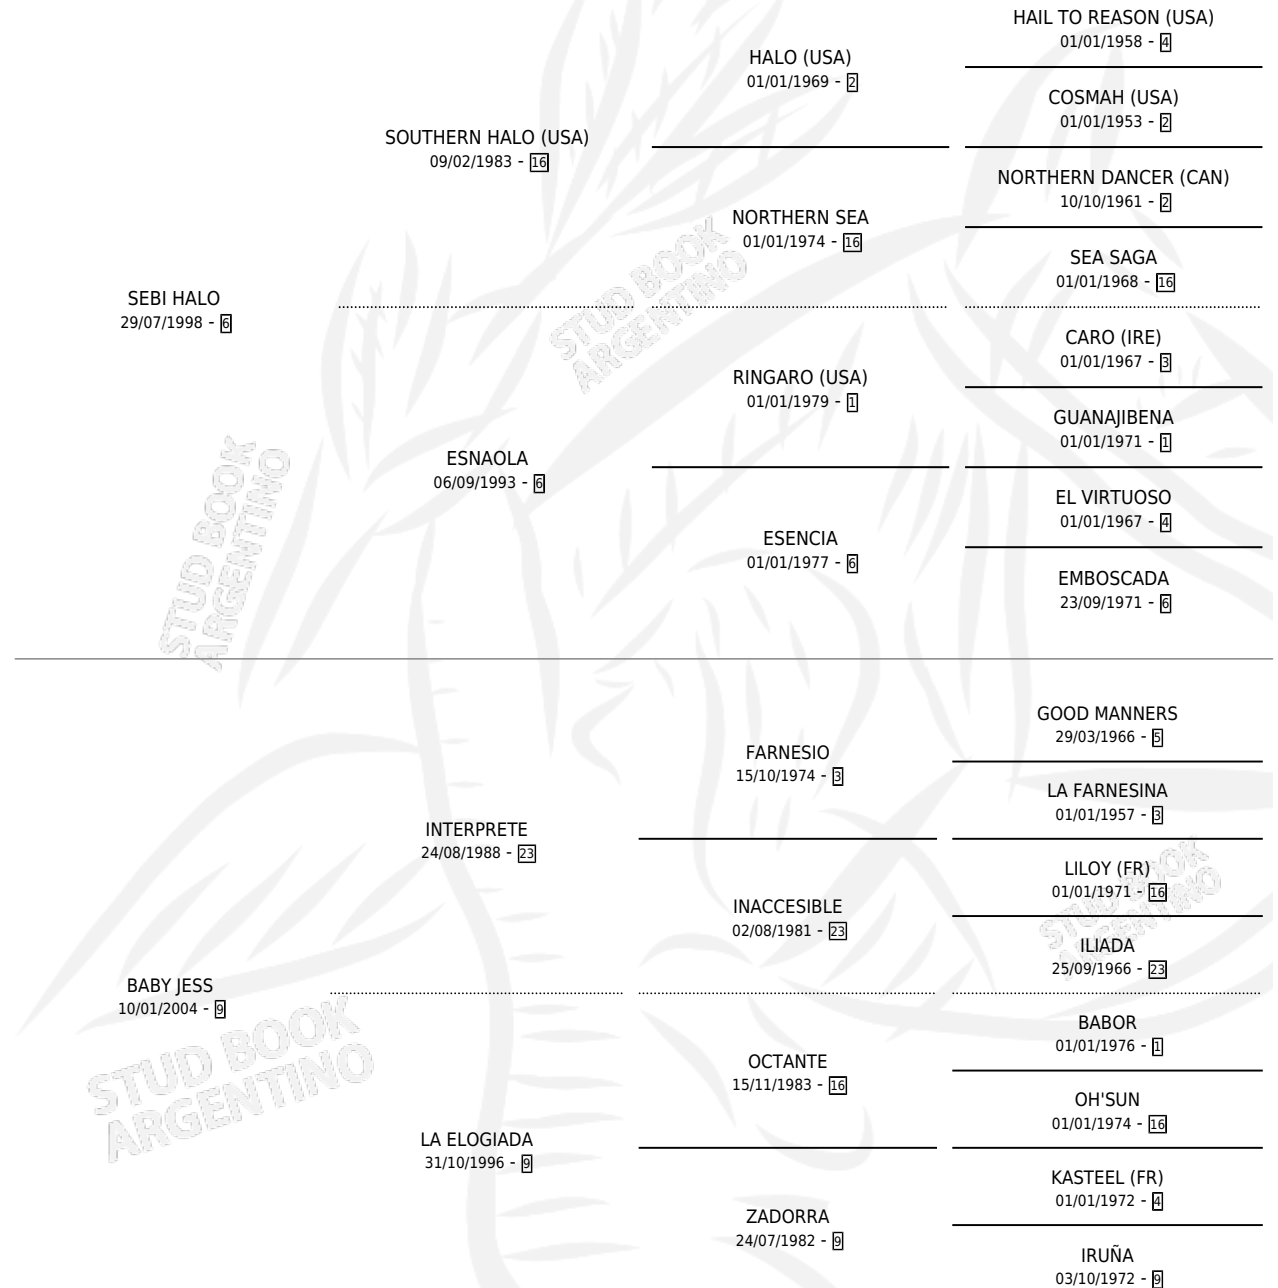 HAIL TO REASON (USA)
01/01/1958 - 4
HALO (USA)
01/01/1969 - 2
COSMAH (USA)
01/01/1953 - 2
SOUTHERN HALO (USA)
09/02/1983 - 16
NORTHERN DANCER (CAN)
10/10/1961 - 2
NORTHERN SEA
01/01/1974 - 16
SEA SAGA
01/01/1968 - 16
SEBI HALO
29/07/1998 - 6
CARO (IRE)
01/01/1967 - 3
RINGARO (USA)
01/01/1979 - 1
GUANAJIBENA
01/01/1971 - 1
ESNAOLA
06/09/1993 - 6
EL VIRTUOSO
01/01/1967 - 4
ESENCIA
01/01/1977 - 6
EMBOSCADA
23/09/1971 - 6
STUD BOOK
ARGENTINO
STUD BOOK
ARGENTINO
GOOD MANNERS
29/03/1966 - 5
FARNESIO
15/10/1974 - 3
LA FARNESINA
01/01/1957 - 3
INTERPRETE
24/08/1988 - 23
LILOY (FR)
01/01/1971 - 16
INACCESIBLE
02/08/1981 - 23
ILIADA
25/09/1966 - 23
STUD BOOK
ARGENTINO
BABY JESS
10/01/2004 - 9
BABOR
01/01/1976 - 1
OCTANTE
15/11/1983 - 16
OH'SUN
01/01/1974 - 16
STUD BOOK
ARGENTINO
LA ELOGIADA
31/10/1996 - 9
KASTEEL (FR)
01/01/1972 - 4
ZADORRA
24/07/1982 - 9
IRUÑA
03/10/1972 - 9